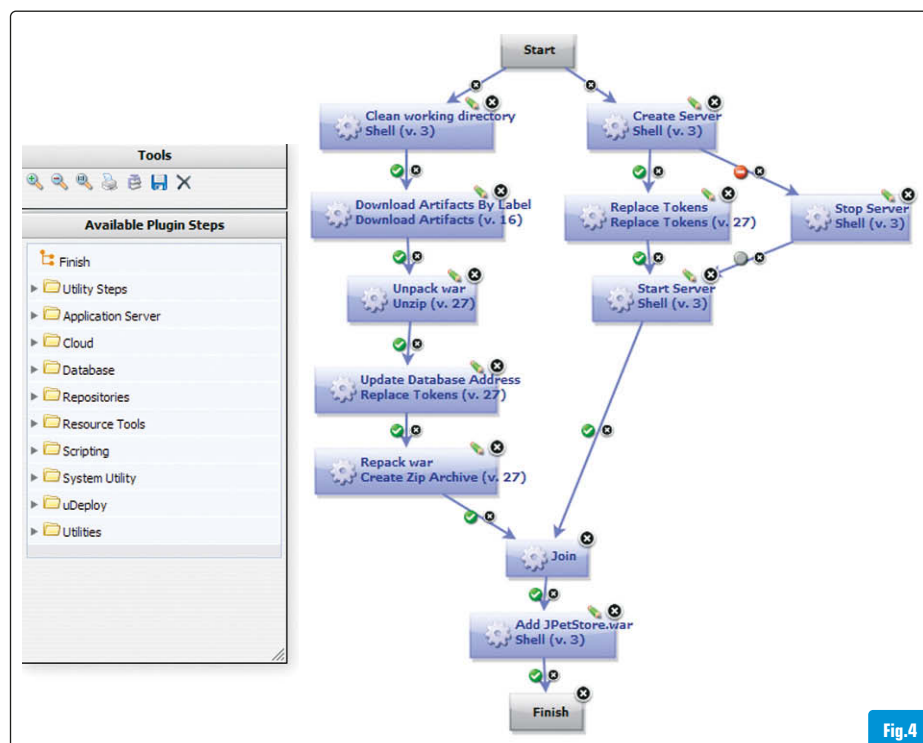 Start
Clean working directory
Shell (v. 3)
Create Server
Shell (v. 3)
Tools
Available Plugin Steps
Finish
Utility Steps
Application Server
Cloud
Database
Repositories
Resource Tools
Scripting
System Utility
uDeploy
Utilities
Download Artifacts By Label
Download Artifacts (v. 16)
Replace Tokens
Replace Tokens (v. 27)
Stop Server
Shell (v. 3)
Unpack war
Unzip (v. 27)
Start Server
Shell (v. 3)
Update Database Address
Replace Tokens (v. 27)
Repack war
Create Zip Archive (v. 27)
Join
Add JPetStore.war
Shell (v. 3)
Finish
Fig.4